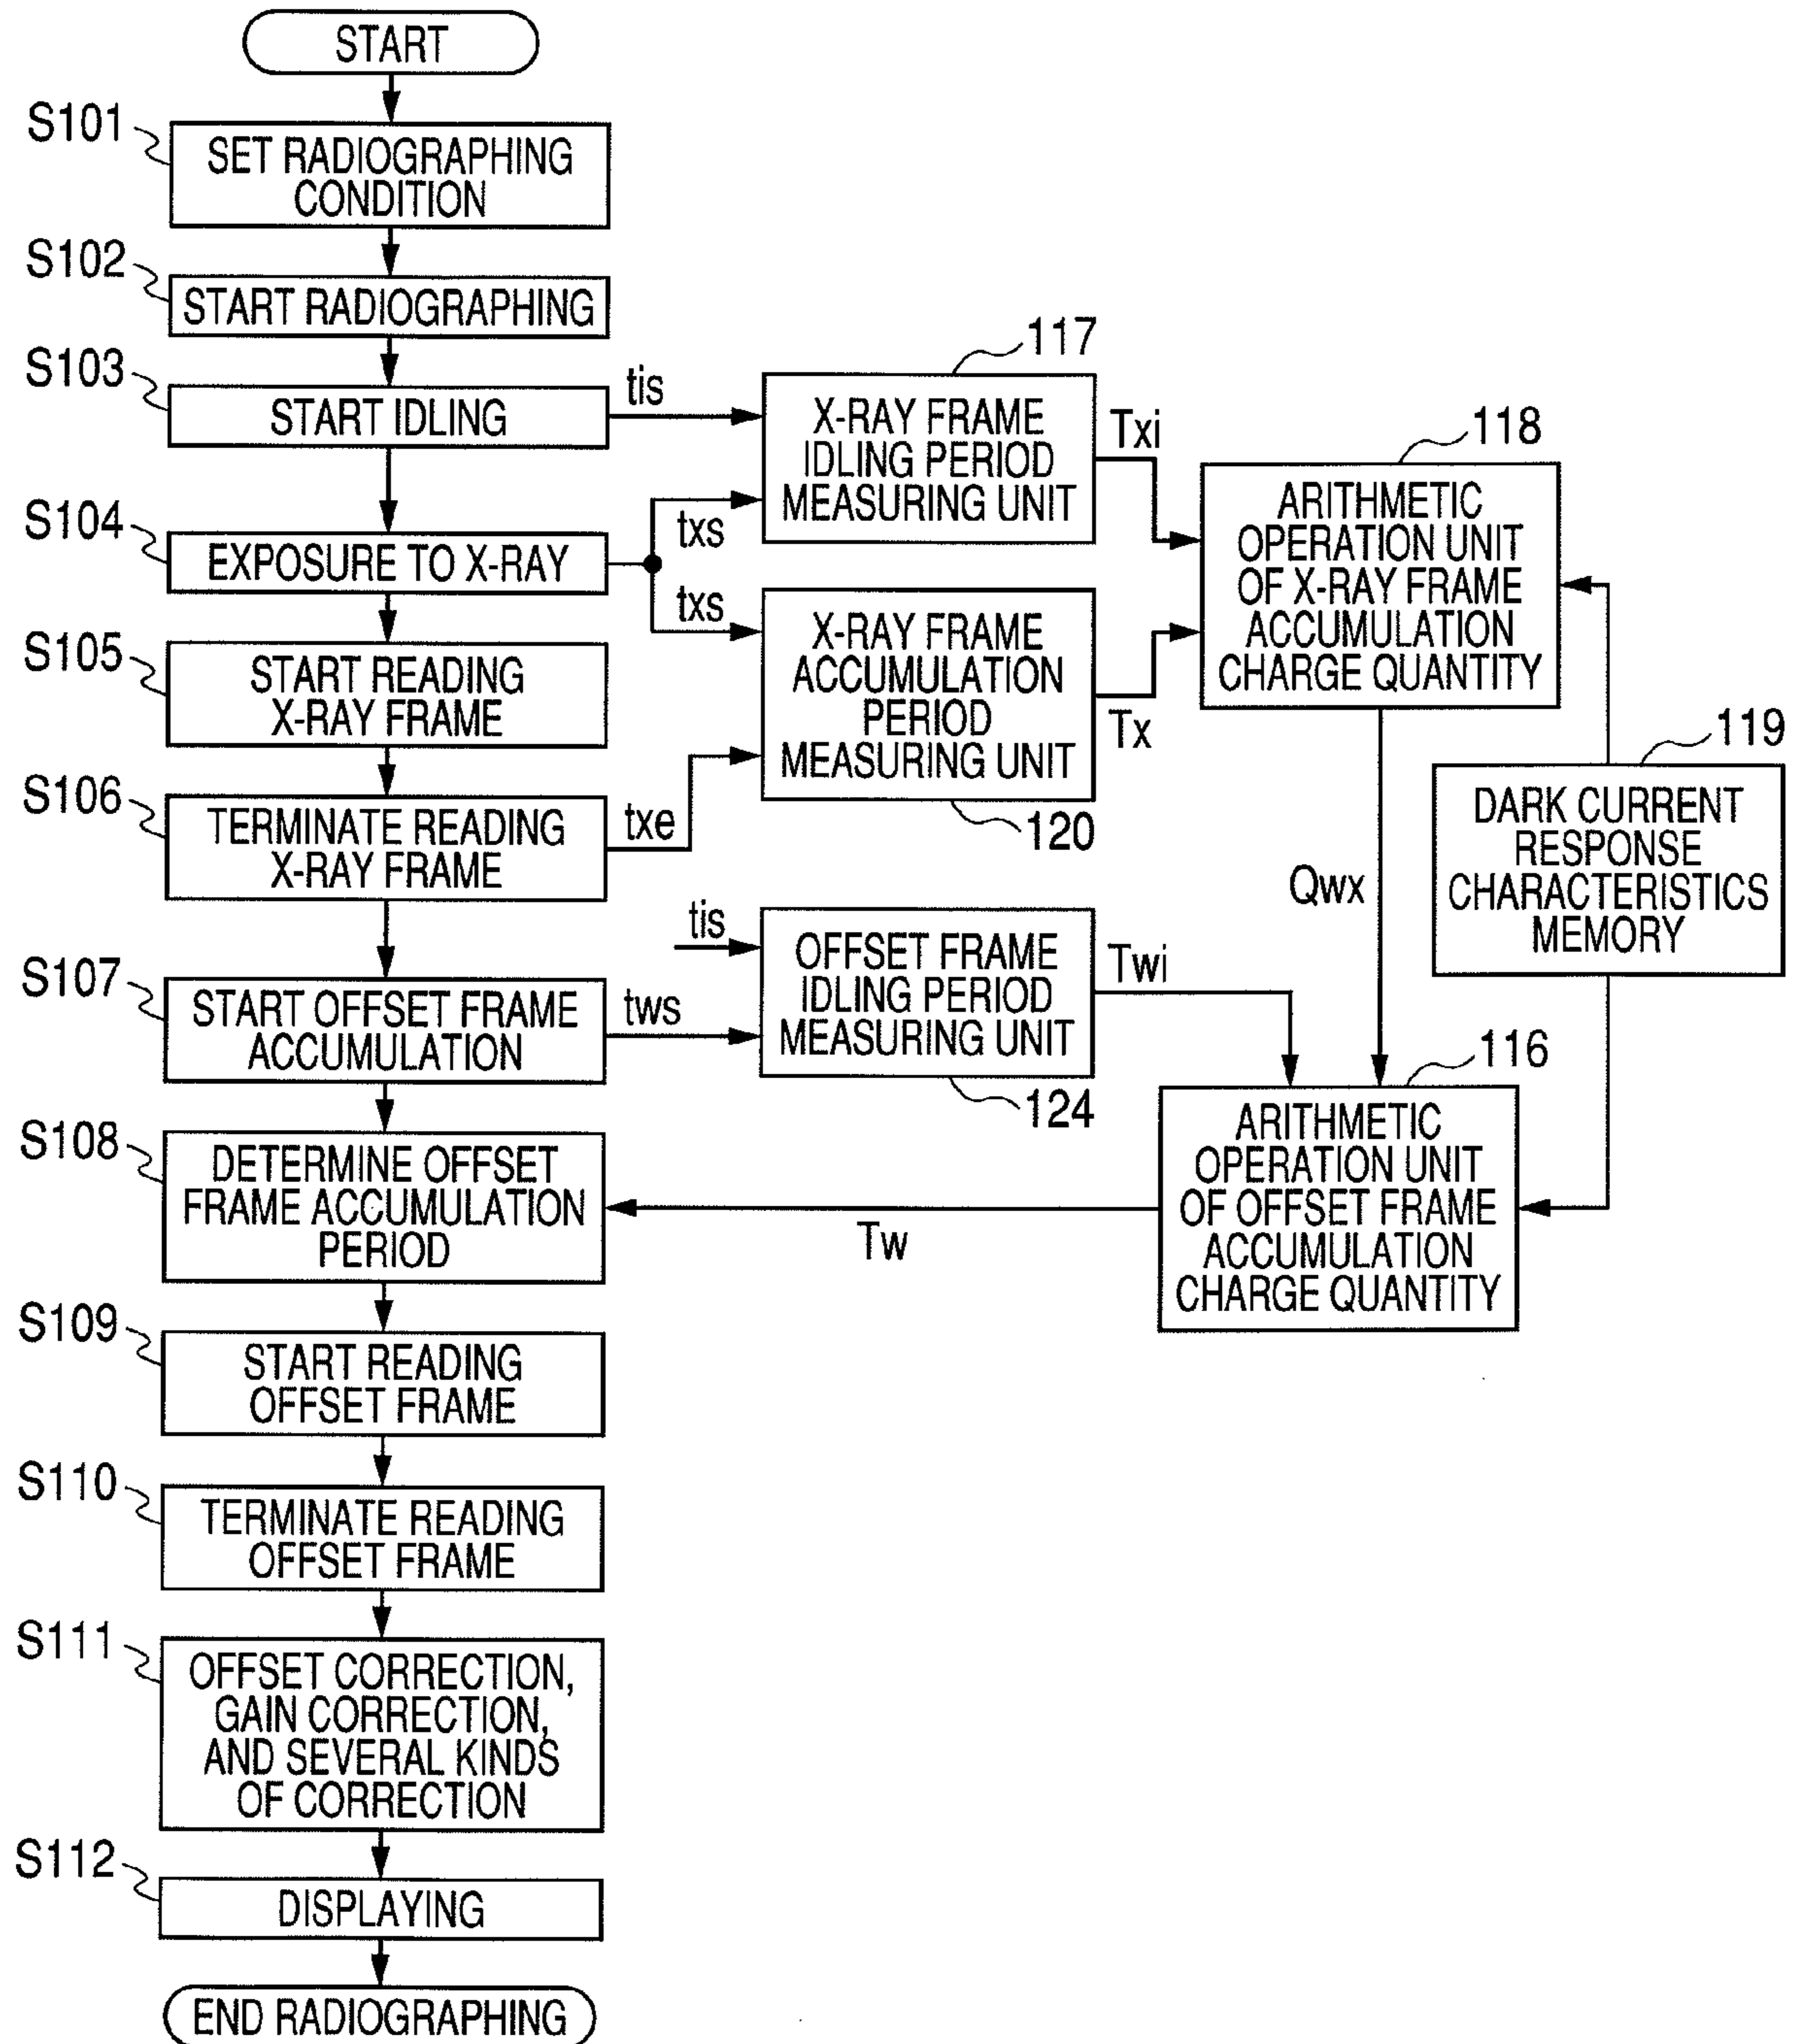 START
S101
SET RADIOGRAPHING
CONDITION
S102
START RADIOGRAPHING
S103
START IDLING
tis
117
X-RAY FRAME
IDLING PERIOD
MEASURING UNIT
Txi
118
ARITHMETIC
OPERATION UNIT
OF X-RAY FRAME
ACCUMULATION
CHARGE QUANTITY
S104
EXPOSURE TO X-RAY
txs
txs
X-RAY FRAME
ACCUMULATION
PERIOD
MEASURING UNIT
Tx
120
S105
START READING
X-RAY FRAME
S106
TERMINATE READING
X-RAY FRAME
txe
119
DARK CURRENT
RESPONSE
CHARACTERISTICS
MEMORY
Qwx
tis
OFFSET FRAME
IDLING PERIOD
MEASURING UNIT
Twi
124
S107
START OFFSET FRAME
ACCUMULATION
tws
116
ARITHMETIC
OPERATION UNIT
OF OFFSET FRAME
ACCUMULATION
CHARGE QUANTITY
S108
DETERMINE OFFSET
FRAME ACCUMULATION
PERIOD
Tw
S109
START READING
OFFSET FRAME
S110
TERMINATE READING
OFFSET FRAME
S111
OFFSET CORRECTION,
GAIN CORRECTION,
AND SEVERAL KINDS
OF CORRECTION
S112
DISPLAYING
END RADIOGRAPHING